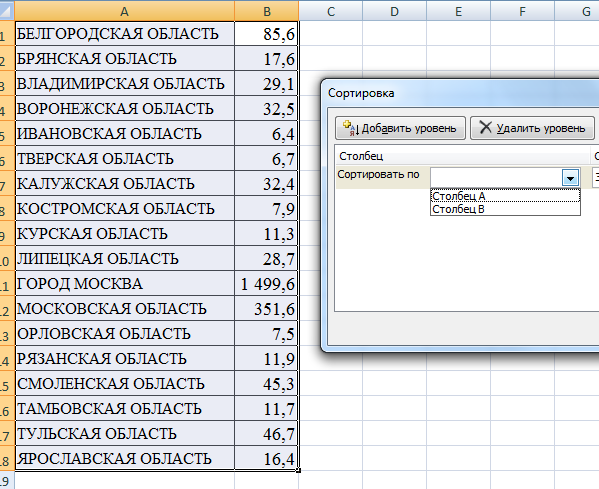 A B C D E F G
1 БЕЛГОРОДСКАЯ ОБЛАСТЬ 85,6
2 БРЯНСКАЯ ОБЛАСТЬ 17,6
3 ВЛАДИМИРСКАЯ ОБЛАСТЬ 29,1
4 ВОРОНЕЖСКАЯ ОБЛАСТЬ 32,5
5 ИВАНОВСКАЯ ОБЛАСТЬ 6,4
6 ТВЕРСКАЯ ОБЛАСТЬ 6,7
7 КАЛУЖСКАЯ ОБЛАСТЬ 32,4
8 КОСТРОМСКАЯ ОБЛАСТЬ 7,9
9 КУРСКАЯ ОБЛАСТЬ 11,3
10 ЛИПЕЦКАЯ ОБЛАСТЬ 28,7
11 ГОРОД МОСКВА 1 499,6
12 МОСКОВСКАЯ ОБЛАСТЬ 351,6
13 ОРЛОВСКАЯ ОБЛАСТЬ 7,5
14 РЯЗАНСКАЯ ОБЛАСТЬ 11,9
15 СМОЛЕНСКАЯ ОБЛАСТЬ 45,3
16 ТАМБОВСКАЯ ОБЛАСТЬ 11,7
17 ТУЛЬСКАЯ ОБЛАСТЬ 46,7
18 ЯРОСЛАВСКАЯ ОБЛАСТЬ 16,4
19
Сортировка
Добавить уровень Удалить уровень
Столбец
Сортировать по
Столбец A
Столбец B